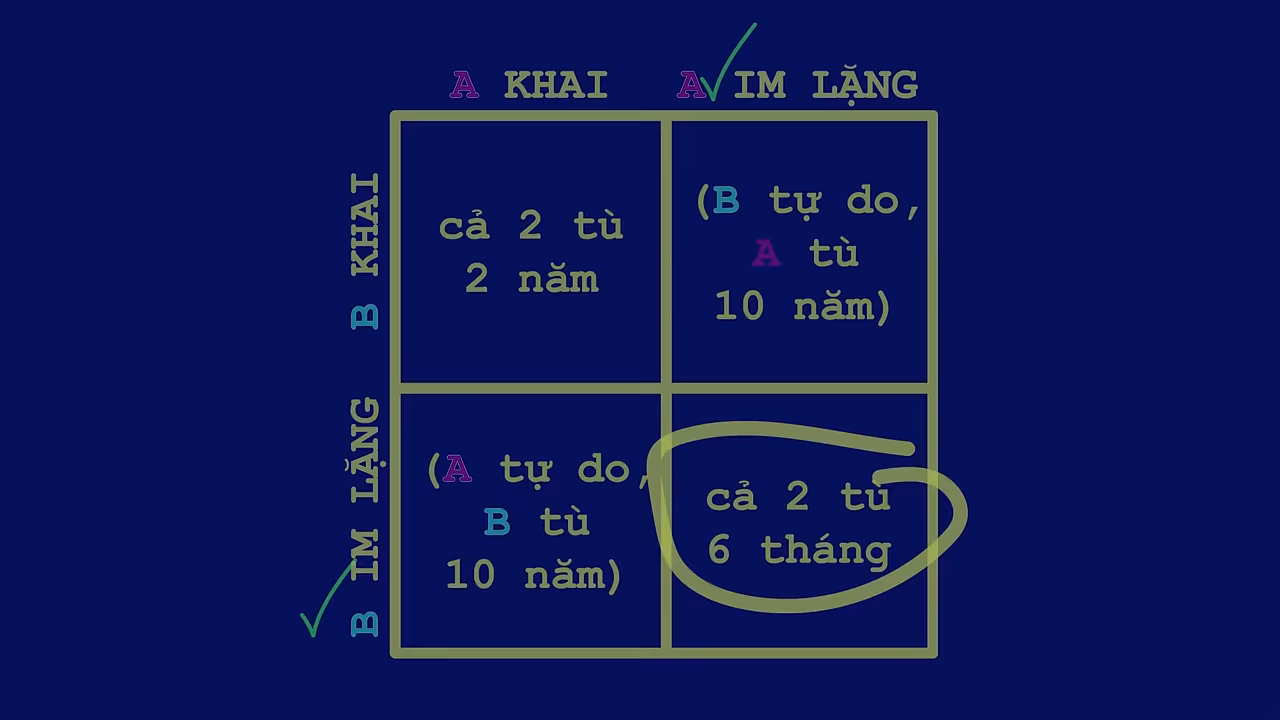 A KHAI
A IM LẶNG
B KHAI
cả 2 tù
2 năm
(B tự do,
A tù
10 năm)
B IM LẶNG
(A tự do,
B tù
10 năm)
cả 2 tù
6 tháng